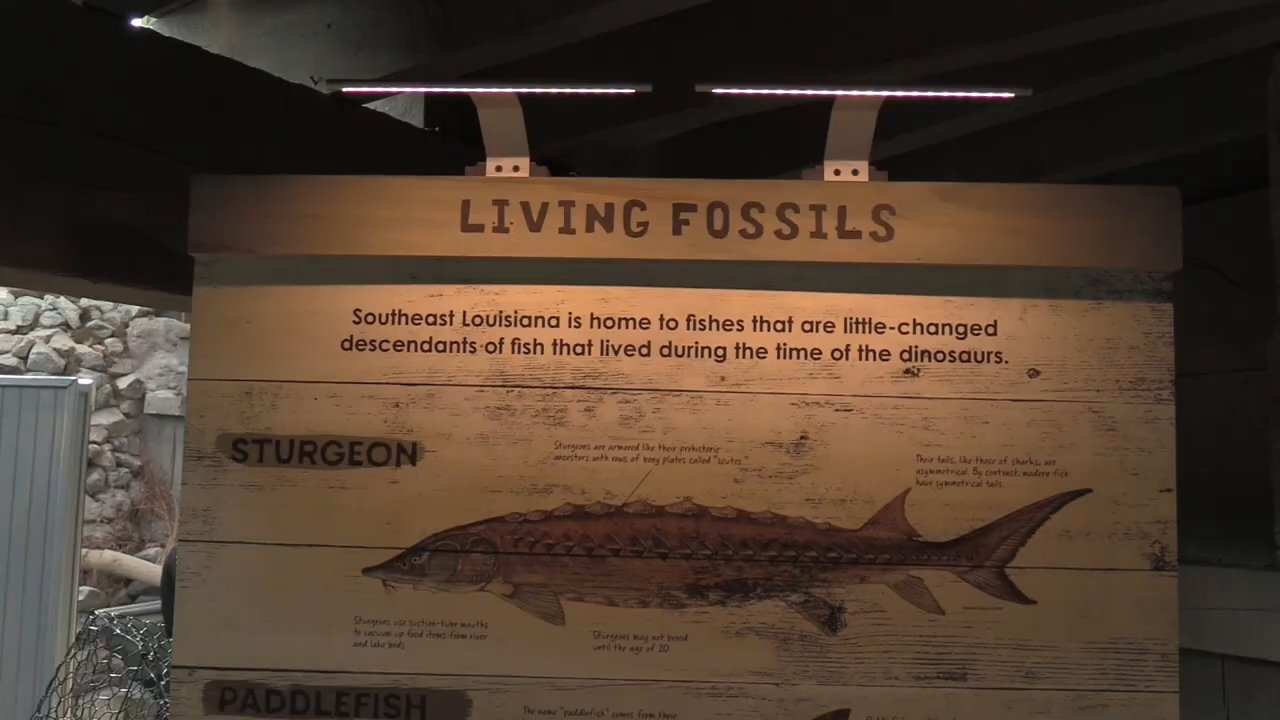 LIVING FOSSILS
Southeast Louisiana is home to fishes that are little-changed
descendants of fish that lived during the time of the dinosaurs.
STURGEON
Sturgeons are armored like their prehistoric
ancestors with rows of bony plates called "scutes."
Their tails, like those of sharks, are
asymmetrical. By contrast, modern fish
have symmetrical tails.
Sturgeons use suction-tube mouths
to vacuum up food items from river
and lake beds.
Sturgeons may not breed
until the age of 20.
PADDLEFISH
The name "paddlefish" comes from their